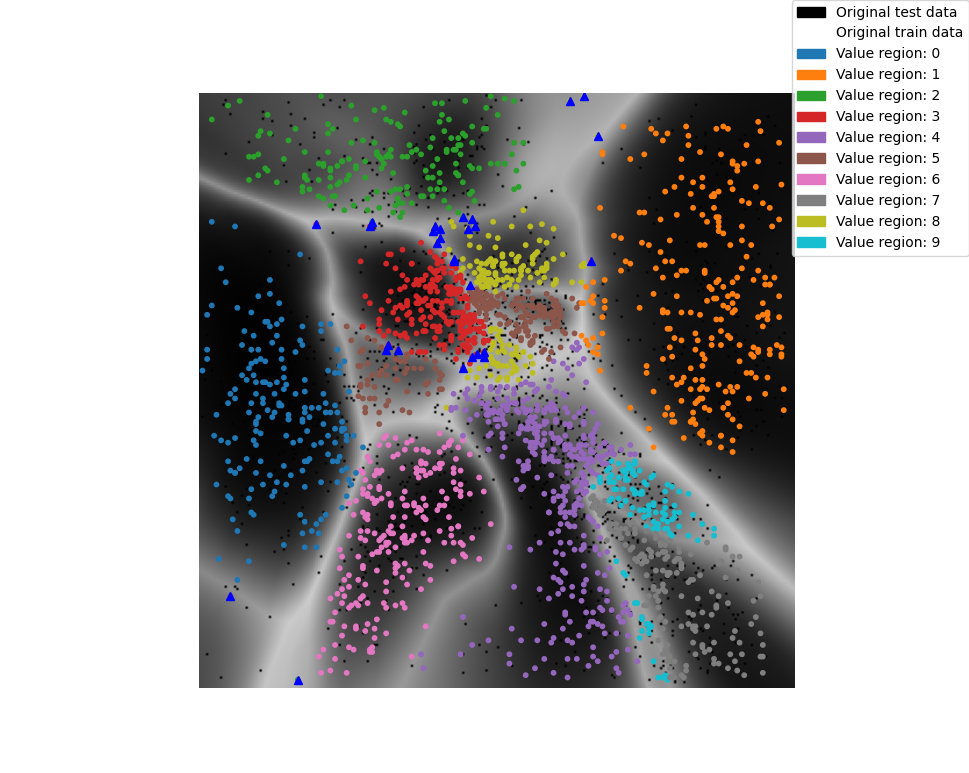 Original test data
Original train data
Value region: 0
Value region: 1
Value region: 2
Value region: 3
Value region: 4
Value region: 5
Value region: 6
Value region: 7
Value region: 8
Value region: 9